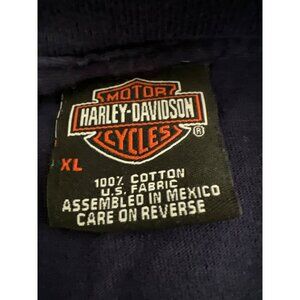 MOTOR
HARLEY-DAVIDSON
CYCLES
®
XL
100% COTTON
U.S. FABRIC
ASSEMBLED IN MEXICO
CARE ON REVERSE